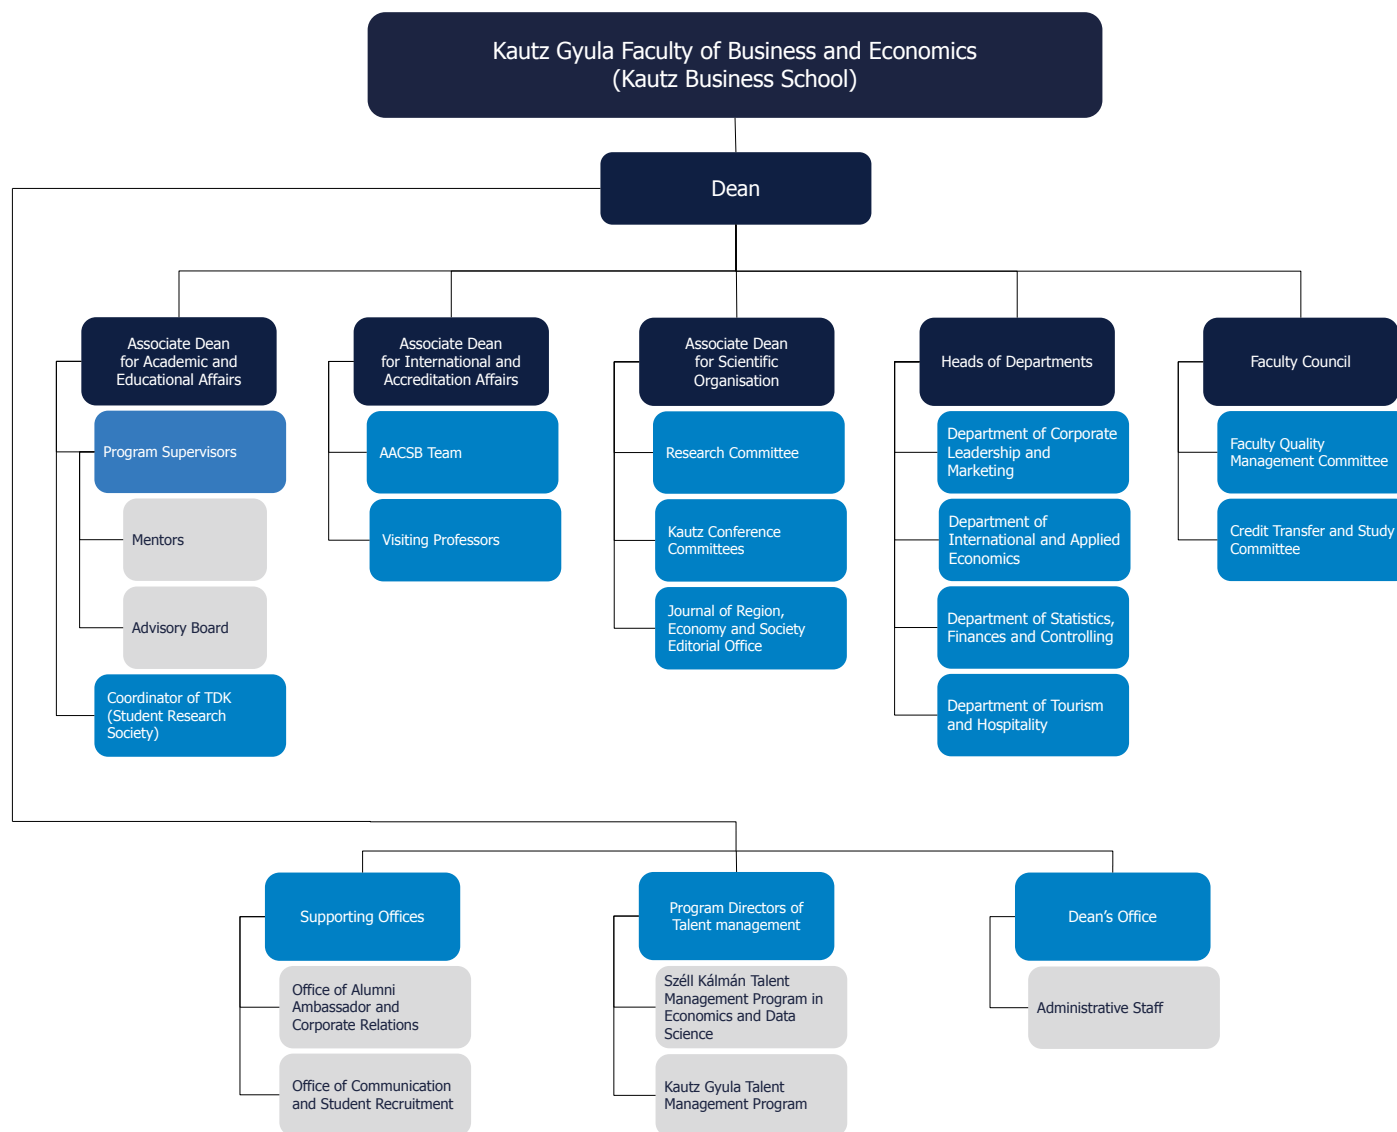 Kautz Gyula Faculty of Business and Economics
(Kautz Business School)
Dean
Associate Dean
for Academic and
Educational Affairs
Program Supervisors
Mentors
Advisory Board
Coordinator of TDK
(Student Research
Society)
Associate Dean
for International and
Accreditation Affairs
AACSB Team
Visiting Professors
Associate Dean
for Scientific
Organisation
Research Committee
Kautz Conference
Committees
Journal of Region,
Economy and Society
Editorial Office
Heads of Departments
Department of Corporate
Leadership and
Marketing
Department of
International and Applied
Economics
Department of Statistics,
Finances and Controlling
Department of Tourism
and Hospitality
Faculty Council
Faculty Quality
Management Committee
Credit Transfer and Study
Committee
Supporting Offices
Office of Alumni
Ambassador and
Corporate Relations
Office of Communication
and Student Recruitment
Program Directors of
Talent management
Széll Kálmán Talent
Management Program in
Economics and Data
Science
Kautz Gyula Talent
Management Program
Dean’s Office
Administrative Staff